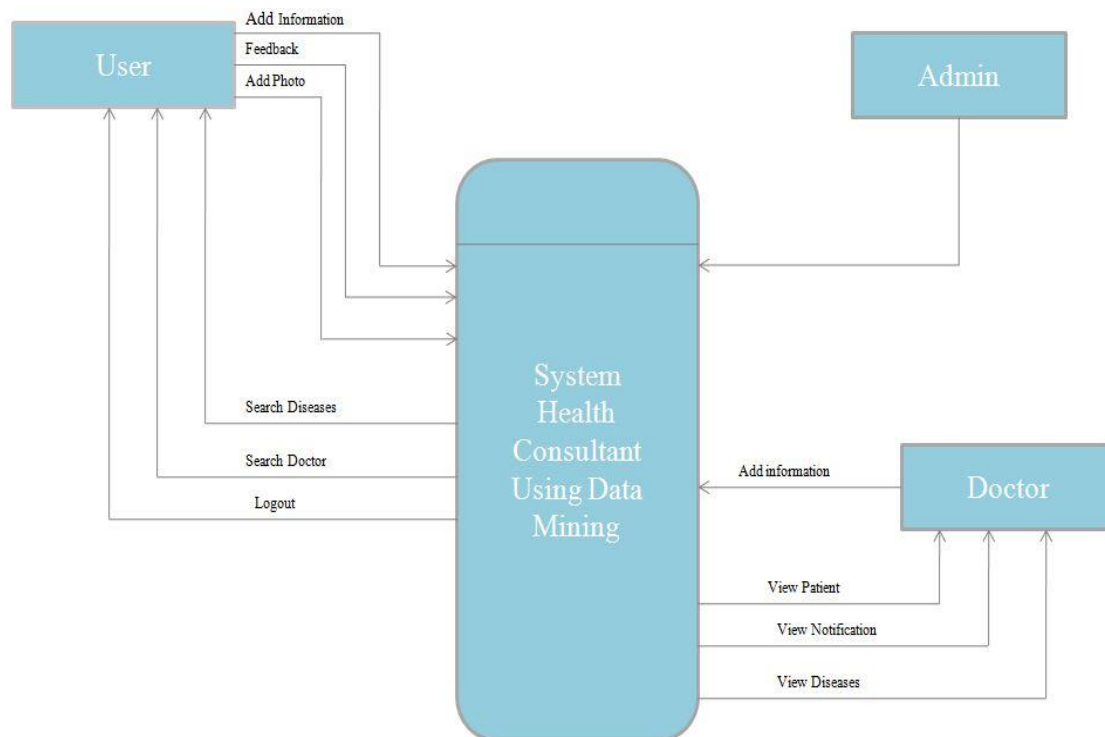 Add Information
Feedback
Add Photo
User
Admin
System
Health
Consultant
Using Data
Mining
Search Diseases
Search Doctor
Logout
Add information
Doctor
View Patient
View Notification
View Diseases